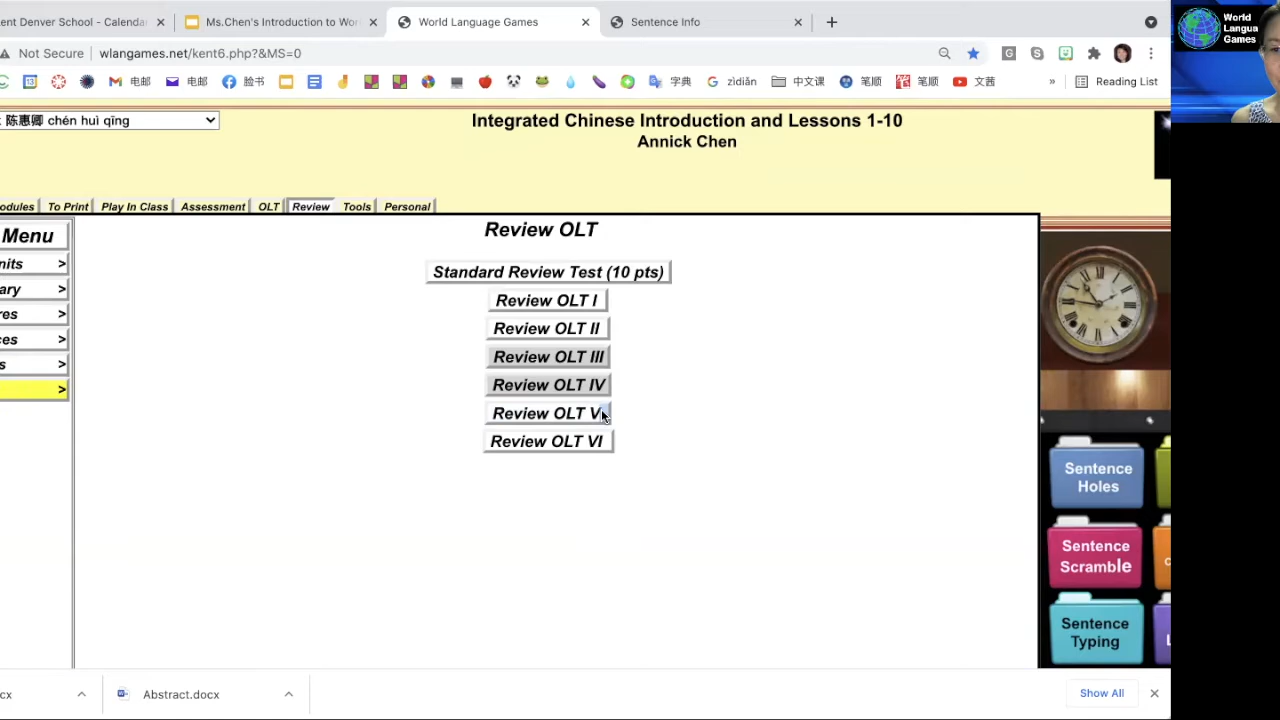 ent Denver School - Calendar
Ms.Chen's Introduction to Wor
World Language Games
Sentence Info
Not Secure
wlangames.net/kent6.php?&MS=0
电邮
电邮
脸书
字典
zìdiǎn
中文课
笔顺
笔顺
文茜
»
Reading List
World
Langua
Games
陈惠卿 chén huì qīng
Integrated Chinese Introduction and Lessons 1-10
Annick Chen
odules
To Print
Play In Class
Assessment
OLT
Review
Tools
Personal
Menu
nits >
ary >
res >
ces >
s >
>
Review OLT
Standard Review Test (10 pts)
Review OLT I
Review OLT II
Review OLT III
Review OLT IV
Review OLT V
Review OLT VI
Sentence
Holes
Sentence
Scramble
Sentence
Typing
cx
Abstract.docx
Show All